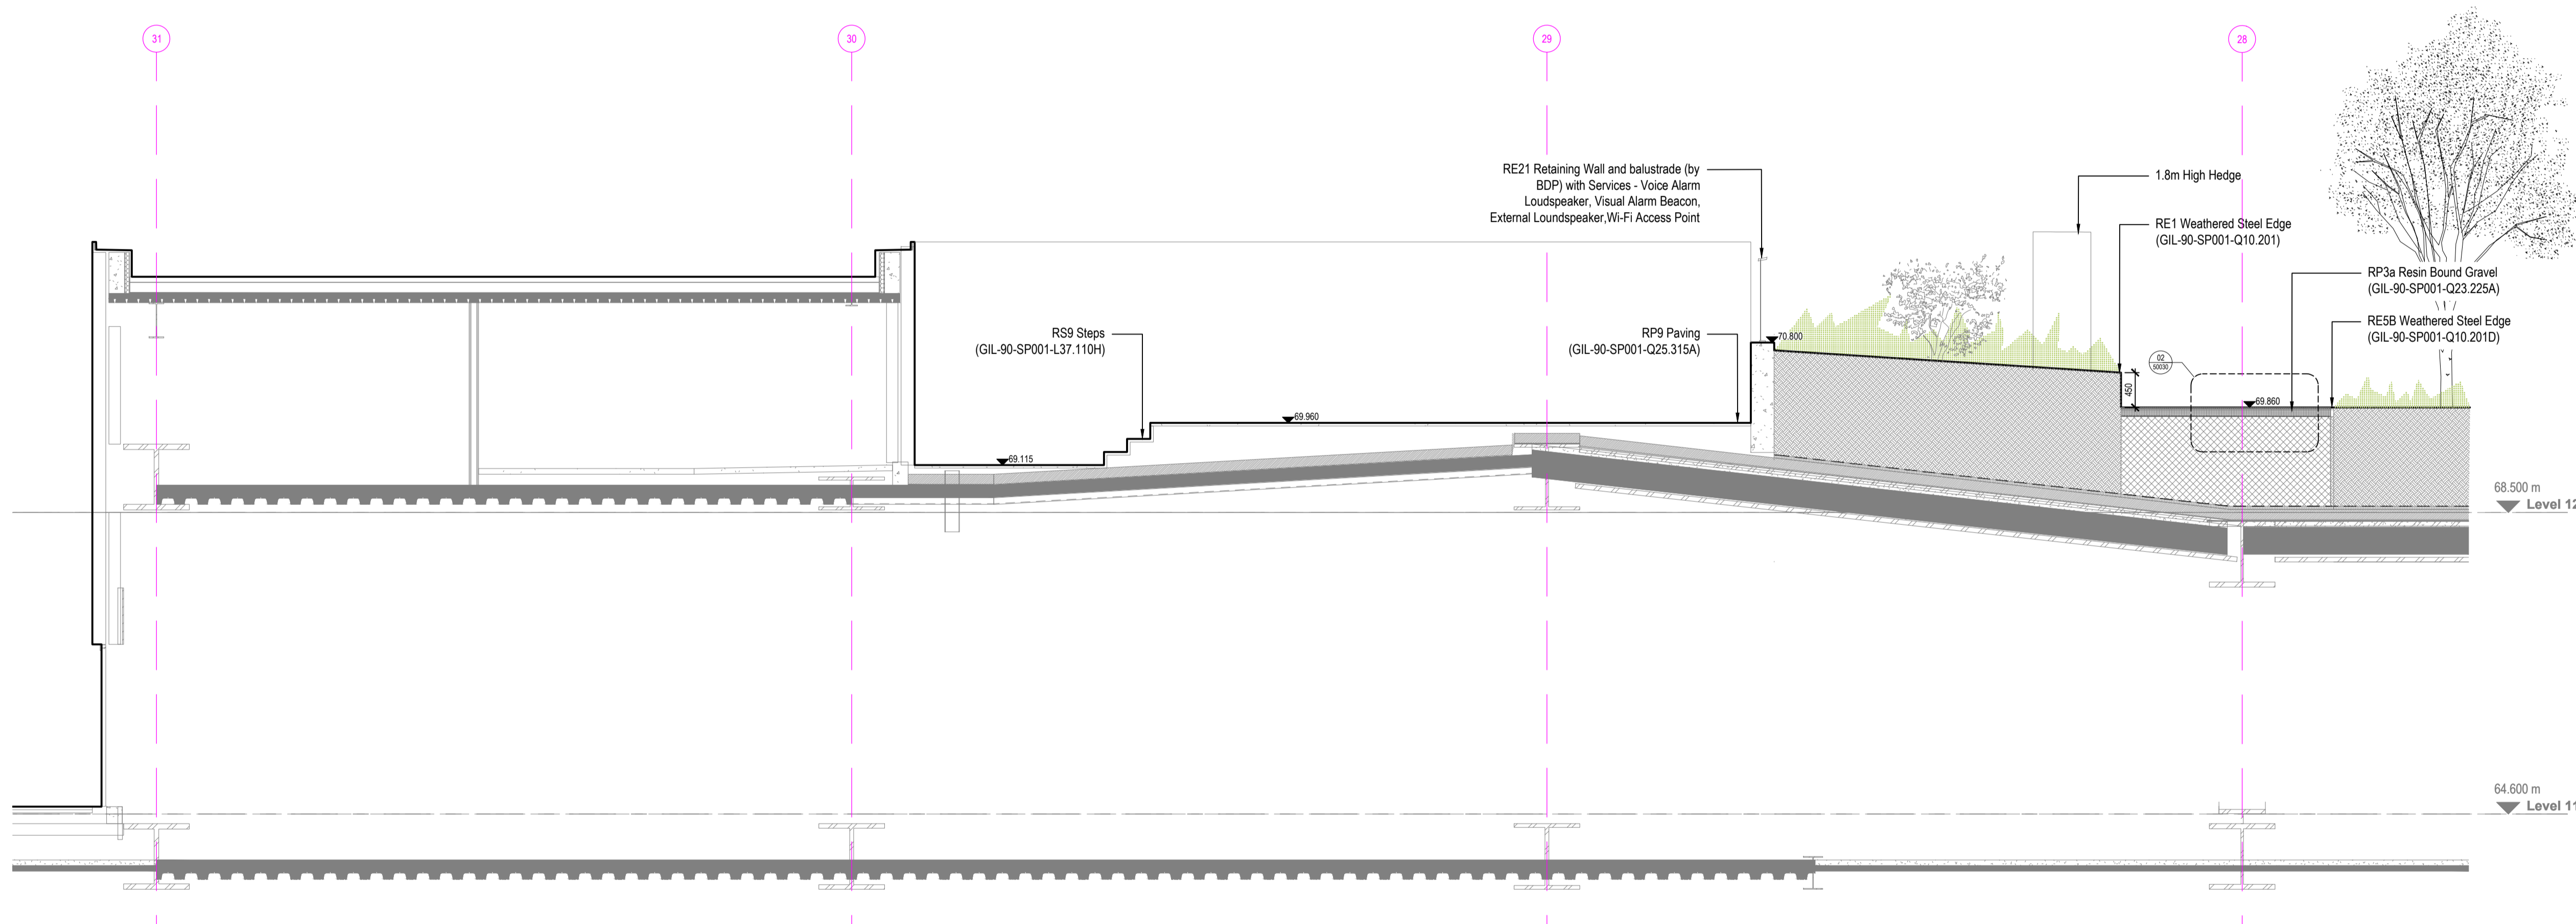 31
30
29
28
RE21 Retaining Wall and balustrade (by
BDP) with Services - Voice Alarm
Loudspeaker, Visual Alarm Beacon,
External Loundspeaker,Wi-Fi Access Point
1.8m High Hedge
RE1 Weathered Steel Edge
(GIL-90-SP001-Q10.201)
RP3a Resin Bound Gravel
(GIL-90-SP001-Q23.225A)
RE5B Weathered Steel Edge
(GIL-90-SP001-Q10.201D)
RS9 Steps
(GIL-90-SP001-L37.110H)
RP9 Paving
(GIL-90-SP001-Q25.315A)
70.800
02
50030
450
69.860
69.960
69.115
68.500 m
Level 12
64.600 m
Level 11